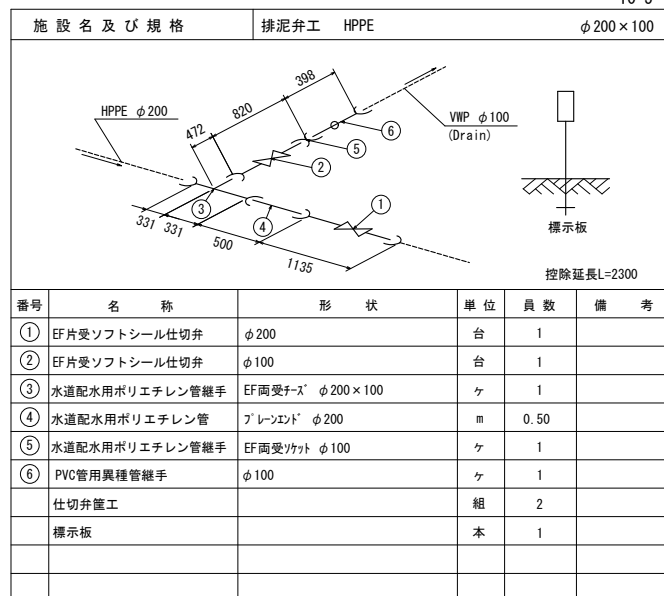 施設名及び規格 排泥弁工 HPPE φ200×100
398
820
472
HPPE φ200
VWP φ100
(Drain)
⑥
⑤
②
③
④
①
331
331
500
1135
標示板
控除延長L=2300
番号 名称 形状 単位 員数 備考
① EF片受ソフトシール仕切弁 φ200 台 1
② EF片受ソフトシール仕切弁 φ100 台 1
③ 水道配水用ポリエチレン管継手 EF両受チーズ φ200×100 ヶ 1
④ 水道配水用ポリエチレン管 プレーンエンド φ200 m 0.50
⑤ 水道配水用ポリエチレン管継手 EF両受ソケット φ100 ヶ 1
⑥ PVC管用異種管継手 φ100 ヶ 1
仕切弁筐工 組 2
標示板 本 1